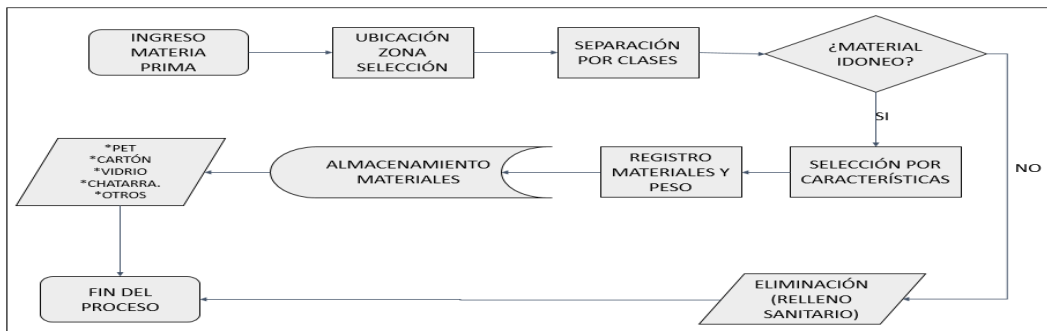 INGRESO
MATERIA
PRIMA
UBICACIÓN
ZONA
SELECCIÓN
SEPARACIÓN
POR CLASES
¿MATERIAL
IDONEO?
SI
NO
SELECCIÓN POR
CARACTERÍSTICAS
REGISTRO
MATERIALES Y
PESO
ALMACENAMIENTO
MATERIALES
*PET
*CARTÓN
*VIDRIO
*CHATARRA.
*OTROS
ELIMINACIÓN
(RELLENO
SANITARIO)
FIN DEL
PROCESO